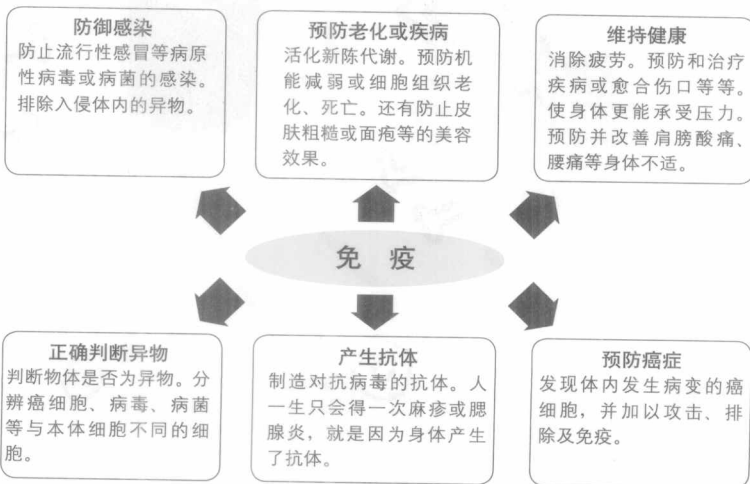 防御感染
防止流行性感冒等病原
性病毒或病菌的感染。
排除入侵体内的异物。
预防老化或疾病
活化新陈代谢。预防机
能减弱或细胞组织老
化、死亡。还有防止皮
肤粗糙或面疱等的美容
效果。
维持健康
消除疲劳。预防和治疗
疾病或愈合伤口等等。
使身体更能承受压力。
预防并改善肩膀酸痛、
腰痛等身体不适。
免 疫
正确判断异物
判断物体是否为异物。分
辨癌细胞、病毒、病菌
等与本体细胞不同的细
胞。
产生抗体
制造对抗病毒的抗体。人
一生只会得一次麻疹或腮
腺炎，就是因为身体产生
了抗体。
预防癌症
发现体内发生病变的癌
细胞，并加以攻击、排
除及免疫。